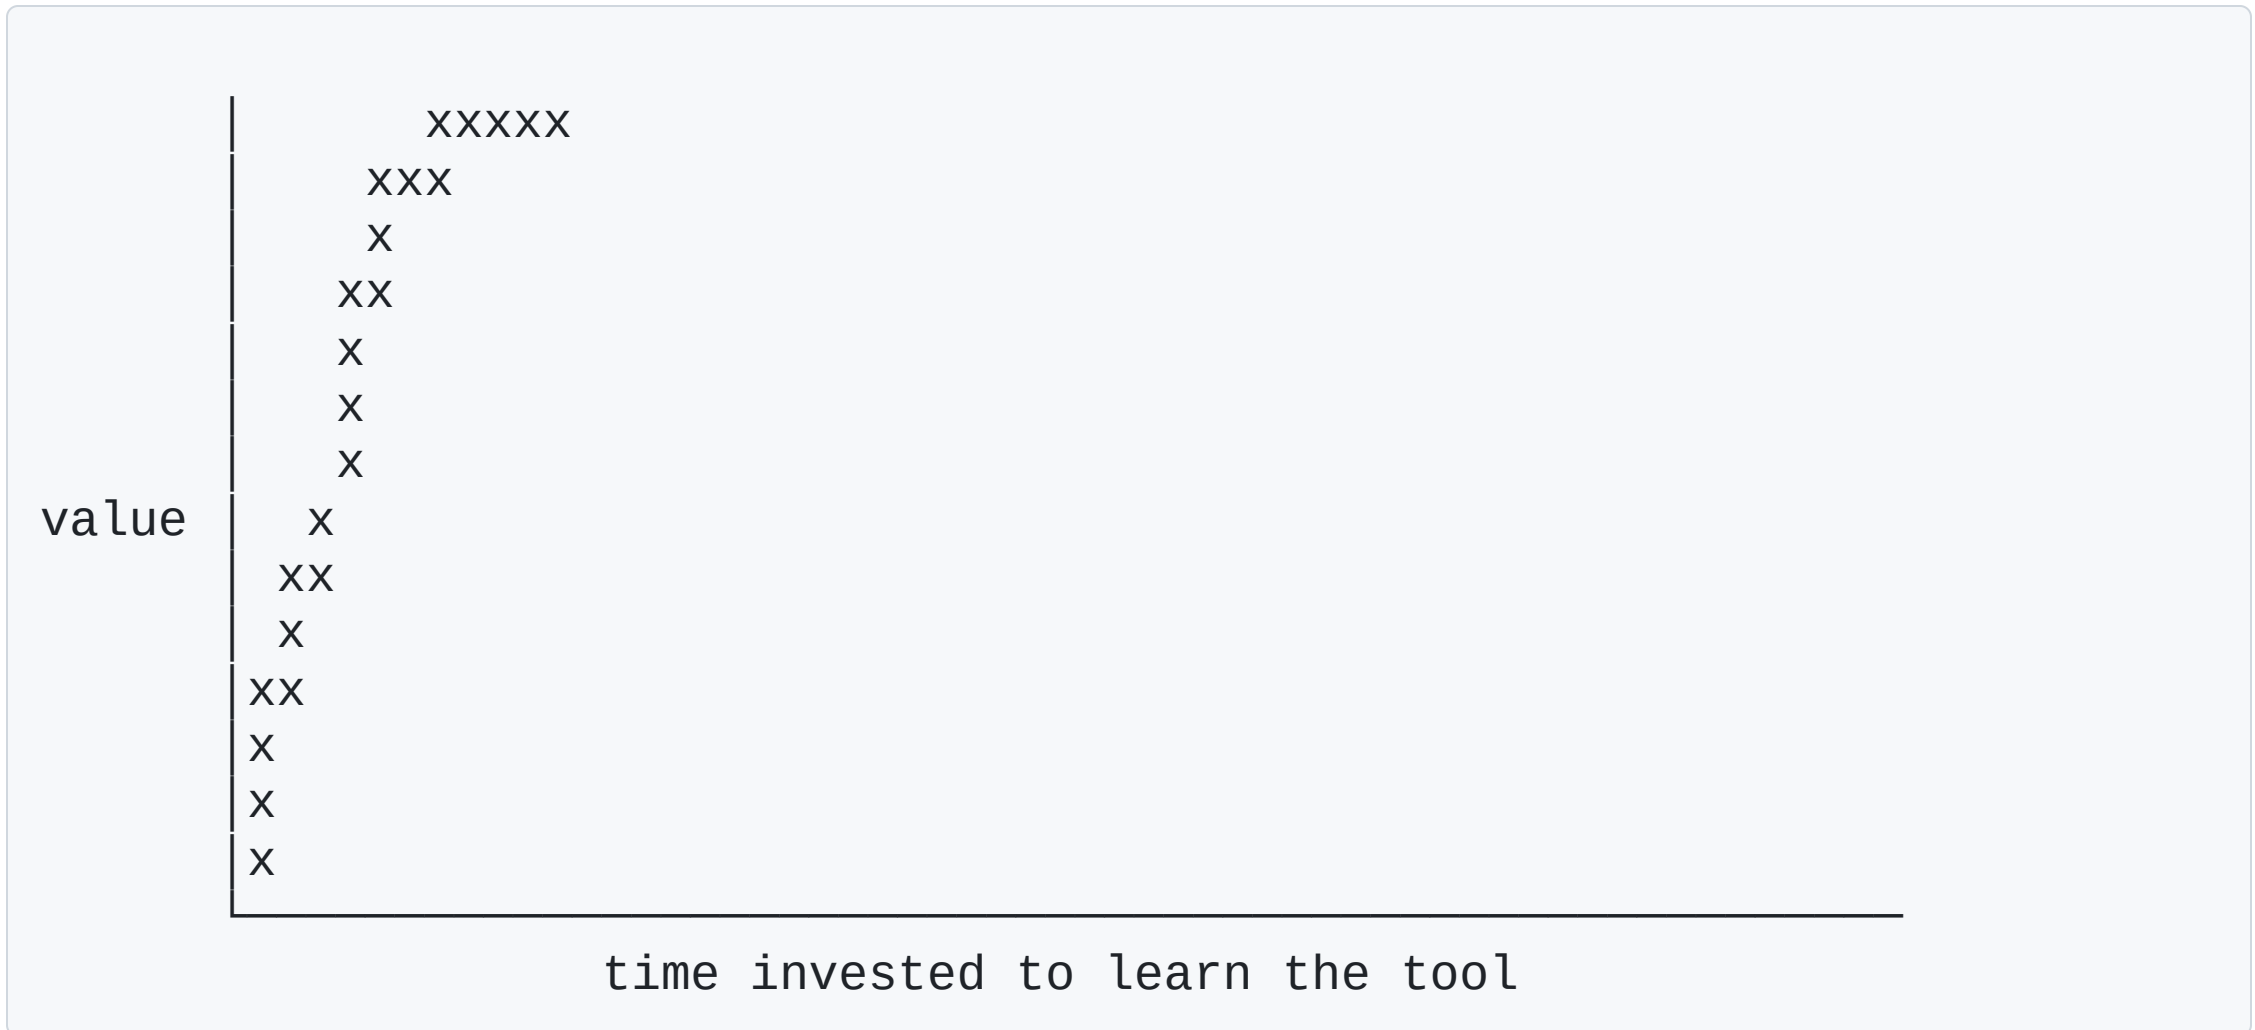 xxxxx
xxx
x
xx
x
x
x
value x
xx
x
xx
x
x
x
time invested to learn the tool